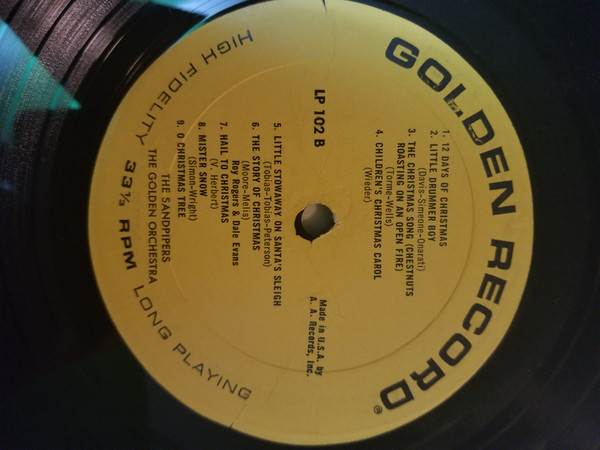 GOLDEN RECORD®
1. 12 DAYS OF CHRISTMAS
2. LITTLE DRUMMER BOY
(Davis-Simeone-Onarati)
3. THE CHRISTMAS SONG (CHESTNUTS
ROASTING ON AN OPEN FIRE)
(Torme-Wells)
4. CHILDREN'S CHRISTMAS CAROL
(Wieder)
LP 102 B
Made in U.S.A. by
A. A. Records, Inc.
5. LITTLE STOWAWAY ON SANTA'S SLEIGH
(Tobias-Tobias-Peterson)
6. THE STORY OF CHRISTMAS
(Moore-Melis)
Roy Rogers & Dale Evans
7. HAIL TO CHRISTMAS
(V. Herbert)
8. MISTER SNOW
(Simon-Wright)
9. O CHRISTMAS TREE
THE SANDPIPERS
THE GOLDEN ORCHESTRA
HIGH FIDELITY 33⅓ RPM LONG PLAYING